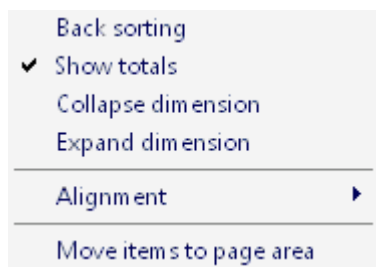 Back sorting
Show totals
Collapse dimension
Expand dimension
Alignment
Move items to page area